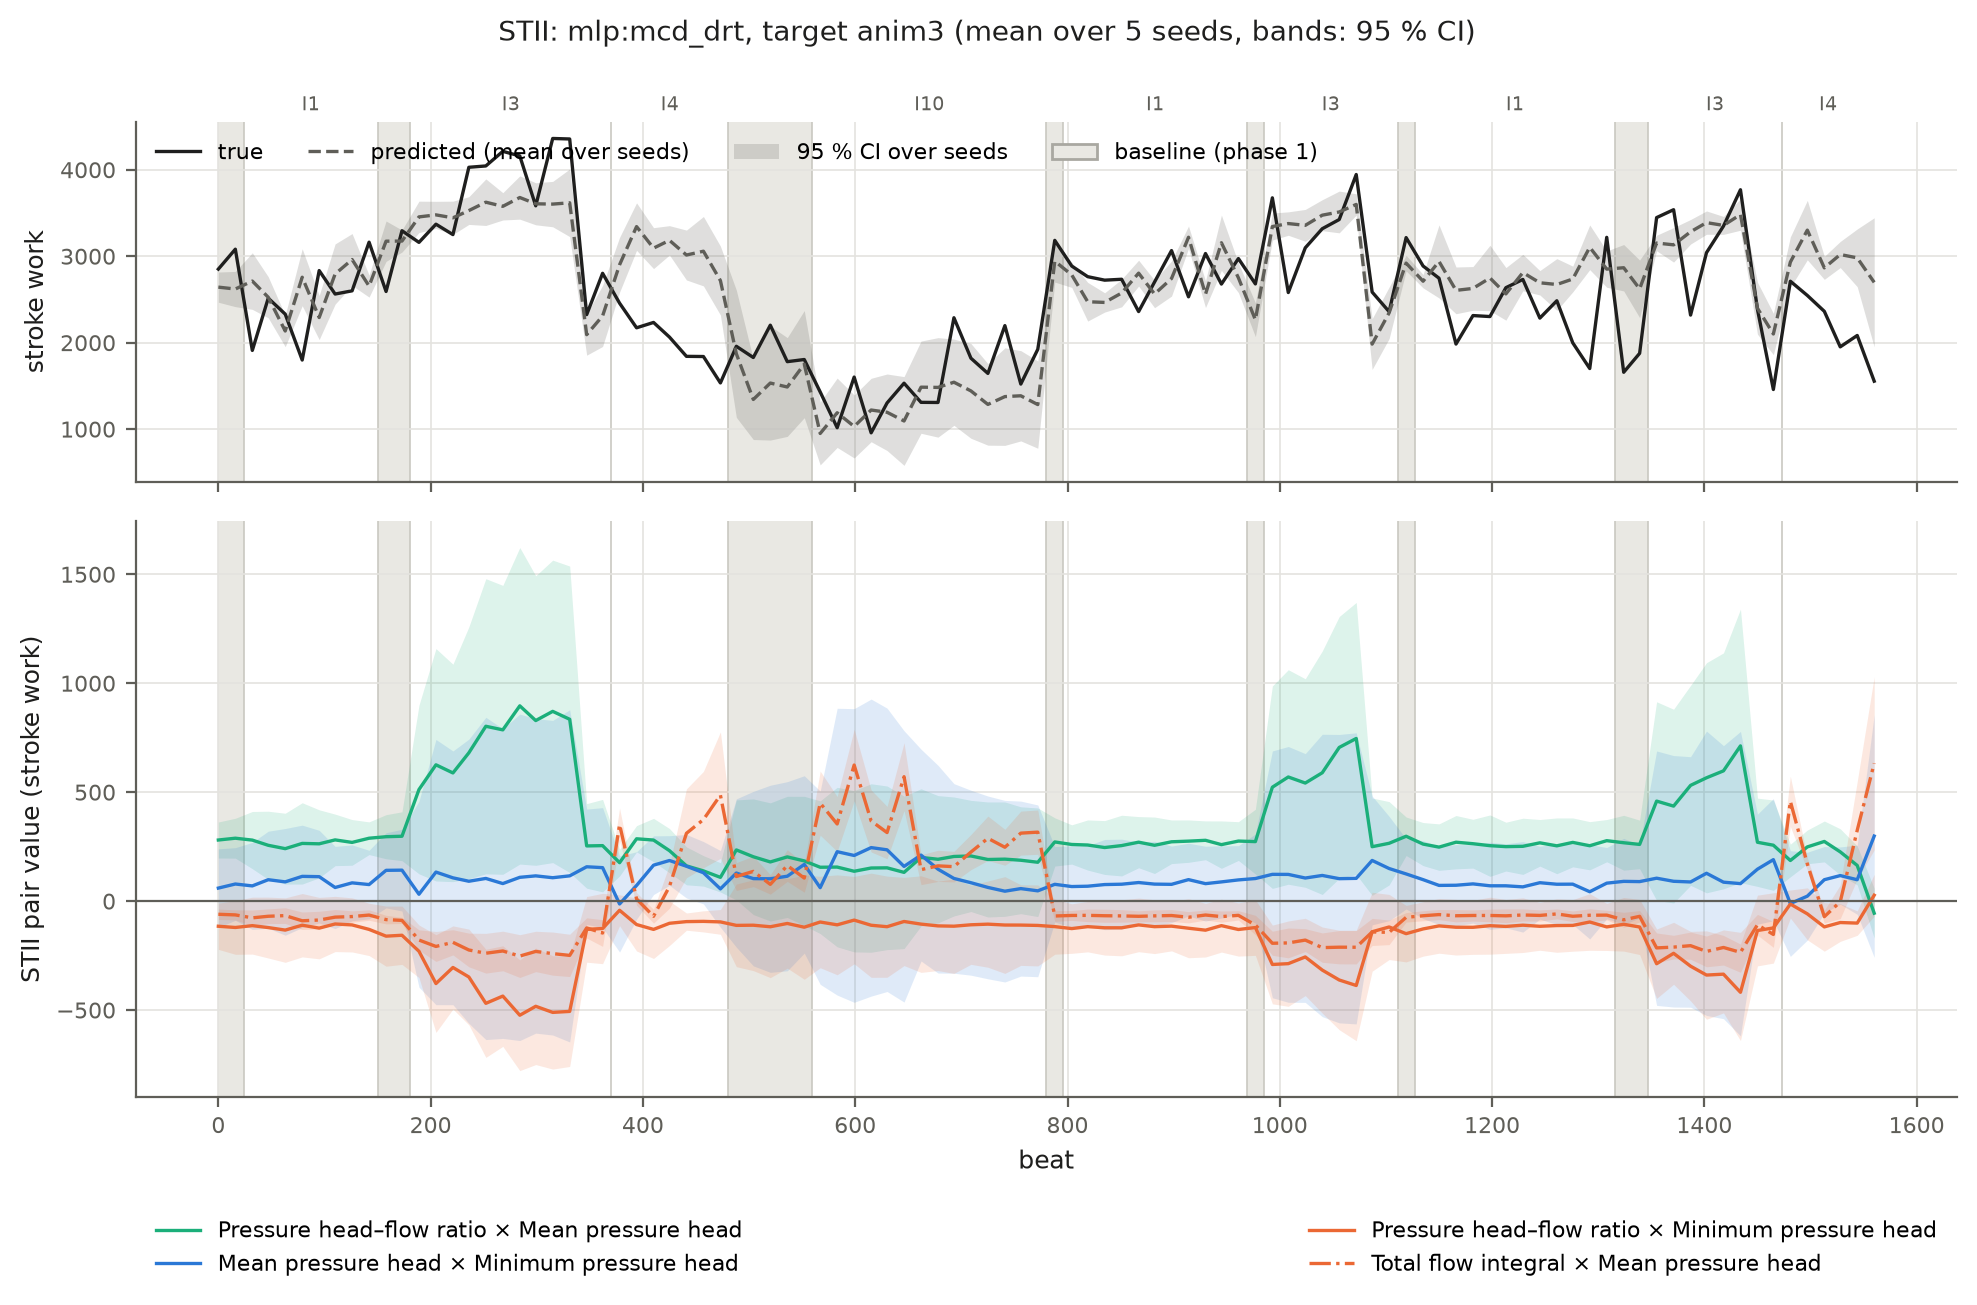 STII: mlp:mcd_drt, target anim3 (mean over 5 seeds, bands: 95 % CI)
I1 I3 I4 I10 I1 I3 I1 I3 I4
true predicted (mean over seeds) 95 % CI over seeds baseline (phase 1)
4000
3000
2000
1000
stroke work
1500
1000
500
0
−500
STII pair value (stroke work)
0 200 400 600 800 1000 1200 1400 1600
beat
Pressure head–flow ratio × Mean pressure head
Mean pressure head × Minimum pressure head
Pressure head–flow ratio × Minimum pressure head
Total flow integral × Mean pressure head